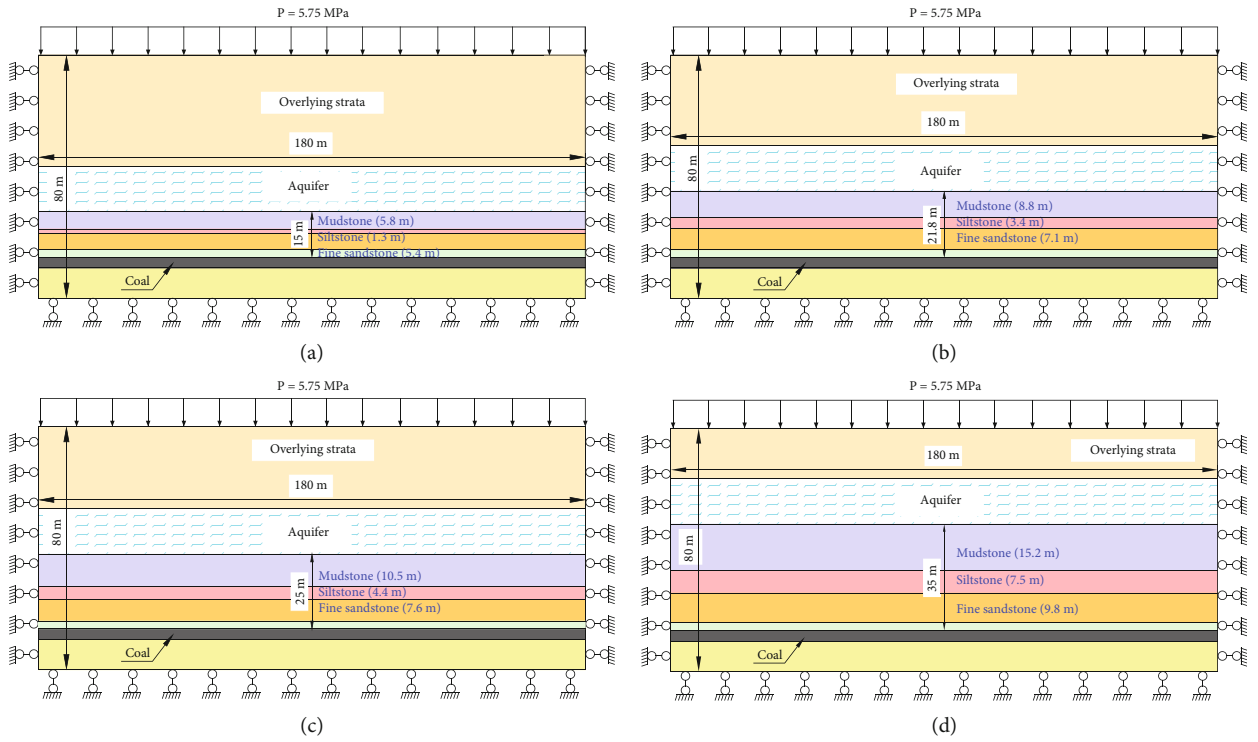 P = 5.75 MPa
Overlying strata
180 m
80 m
Aquifer
Mudstone (5.8 m)
15 m
Siltstone (1.3 m)
Fine sandstone (5.4 m)
Coal
(a)
P = 5.75 MPa
Overlying strata
180 m
80 m
Aquifer
Mudstone (8.8 m)
21.8 m
Siltstone (3.4 m)
Fine sandstone (7.1 m)
Coal
(b)
P = 5.75 MPa
Overlying strata
180 m
80 m
Aquifer
Mudstone (10.5 m)
25 m
Siltstone (4.4 m)
Fine sandstone (7.6 m)
Coal
(c)
P = 5.75 MPa
Overlying strata
180 m
Aquifer
80 m
Mudstone (15.2 m)
35 m
Siltstone (7.5 m)
Fine sandstone (9.8 m)
Coal
(d)